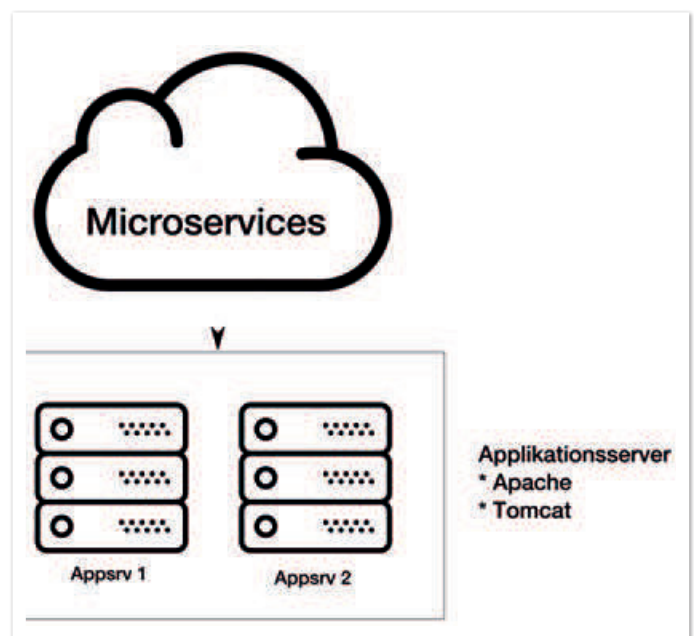 Microservices
Applikationsserver
* Apache
* Tomcat
Appsrv 1
Appsrv 2